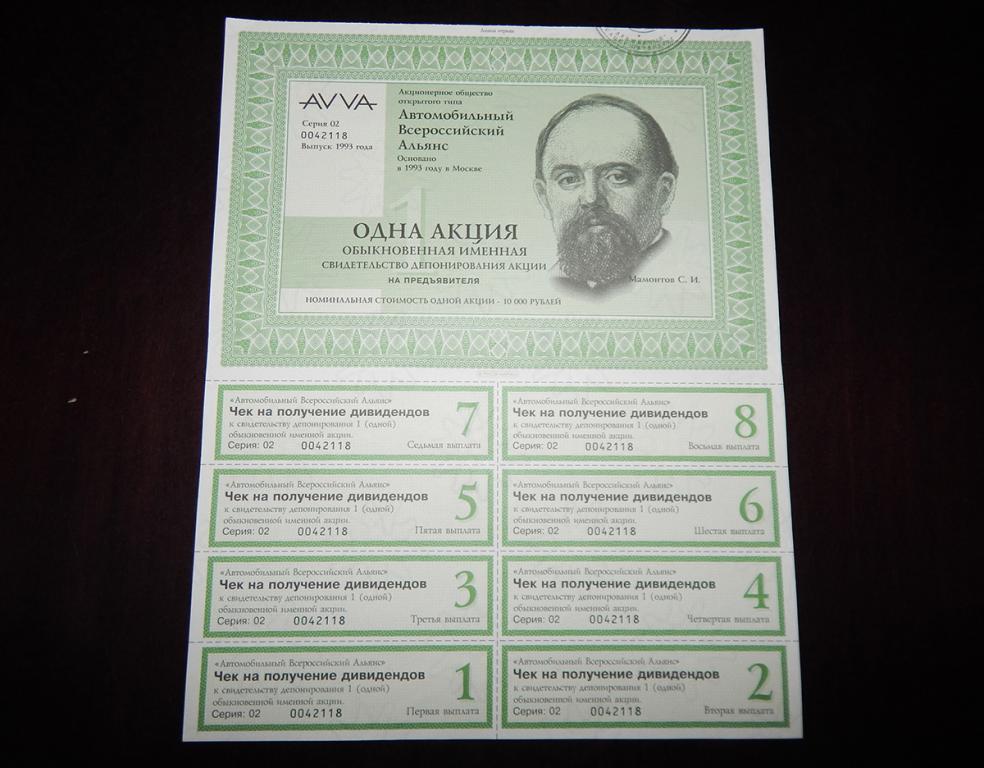 Линия отрыва
AVVA
Серия 02
0042118
Выпуск 1993 года
Акционерное общество
открытого типа
Автомобильный
Всероссийский
Альянс
Основано
в 1993 году в Москве
1
ОДНА АКЦИЯ
ОБЫКНОВЕННАЯ ИМЕННАЯ
СВИДЕТЕЛЬСТВО ДЕПОНИРОВАНИЯ АКЦИИ
НА ПРЕДЪЯВИТЕЛЯ
Мамонтов С. И.
НОМИНАЛЬНАЯ СТОИМОСТЬ ОДНОЙ АКЦИИ - 10 000 РУБЛЕЙ
«Автомобильный Всероссийский Альянс»
Чек на получение дивидендов
к свидетельству депонирования 1 (одной)
обыкновенной именной акции.
Серия: 02 0042118
7
Седьмая выплата
«Автомобильный Всероссийский Альянс»
Чек на получение дивидендов
к свидетельству депонирования 1 (одной)
обыкновенной именной акции.
Серия: 02 0042118
8
Восьмая выплата
«Автомобильный Всероссийский Альянс»
Чек на получение дивидендов
к свидетельству депонирования 1 (одной)
обыкновенной именной акции.
Серия: 02 0042118
5
Пятая выплата
«Автомобильный Всероссийский Альянс»
Чек на получение дивидендов
к свидетельству депонирования 1 (одной)
обыкновенной именной акции.
Серия: 02 0042118
6
Шестая выплата
«Автомобильный Всероссийский Альянс»
Чек на получение дивидендов
к свидетельству депонирования 1 (одной)
обыкновенной именной акции.
Серия: 02 0042118
3
Третья выплата
«Автомобильный Всероссийский Альянс»
Чек на получение дивидендов
к свидетельству депонирования 1 (одной)
обыкновенной именной акции.
Серия: 02 0042118
4
Четвертая выплата
«Автомобильный Всероссийский Альянс»
Чек на получение дивидендов
к свидетельству депонирования 1 (одной)
обыкновенной именной акции.
Серия: 02 0042118
1
Первая выплата
«Автомобильный Всероссийский Альянс»
Чек на получение дивидендов
к свидетельству депонирования 1 (одной)
обыкновенной именной акции.
Серия: 02 0042118
2
Вторая выплата